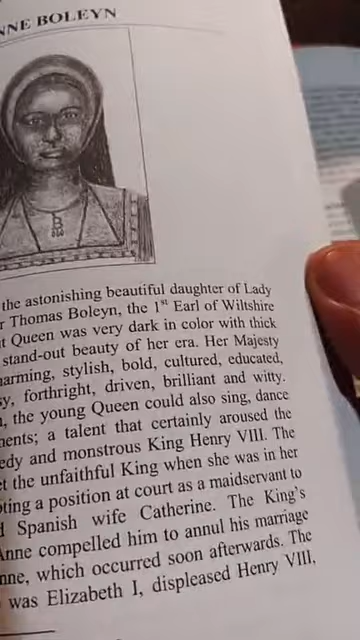 NNE BOLEYN
B
the astonishing beautiful daughter of Lady
r Thomas Boleyn, the 1st Earl of Wiltshire
t Queen was very dark in color with thick
stand-out beauty of her era. Her Majesty
harming, stylish, bold, cultured, educated,
sy, forthright, driven, brilliant and witty.
, the young Queen could also sing, dance
ments; a talent that certainly aroused the
edy and monstrous King Henry VIII. The
et the unfaithful King when she was in her
pting a position at court as a maidservant to
d Spanish wife Catherine. The King's
Anne compelled him to annul his marriage
nne, which occurred soon afterwards. The
was Elizabeth I, displeased Henry VIII,